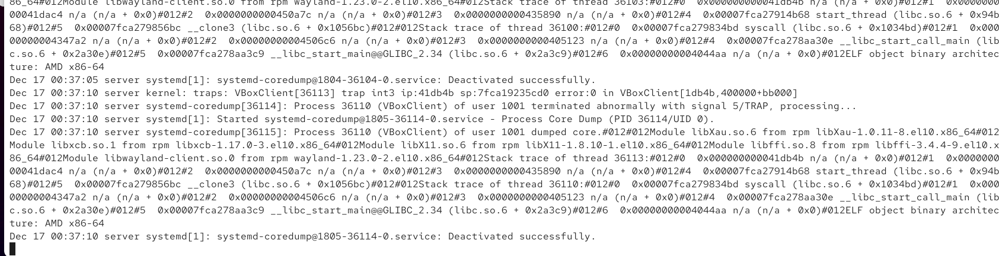 86_64#012Module libwayland-client.so.0 from rpm wayland-1.23.0-2.el10.x86_64#012Stack trace of thread 36103:#012#0  0x000000000041db4b n/a (n/a + 0x0)#012#1  0x0000000
00041dac4 n/a (n/a + 0x0)#012#2  0x0000000000450a7c n/a (n/a + 0x0)#012#3  0x0000000000435890 n/a (n/a + 0x0)#012#4  0x00007fca27914b68 start_thread (libc.so.6 + 0x94b
68)#012#5  0x00007fca279856bc __clone3 (libc.so.6 + 0x1056bc)#012#012Stack trace of thread 36100:#012#0  0x00007fca279834bd syscall (libc.so.6 + 0x1034bd)#012#1  0x000
00000004347a2 n/a (n/a + 0x0)#012#2  0x00000000004506c6 n/a (n/a + 0x0)#012#3  0x0000000000405123 n/a (n/a + 0x0)#012#4  0x00007fca278aa30e __libc_start_call_main (lib
c.so.6 + 0x2a30e)#012#5  0x00007fca278aa3c9 __libc_start_main@@GLIBC_2.34 (libc.so.6 + 0x2a3c9)#012#6  0x00000000004044aa n/a (n/a + 0x0)#012ELF object binary architec
ture: AMD x86-64
Dec 17 00:37:05 server systemd[1]: systemd-coredump@1804-36104-0.service: Deactivated successfully.
Dec 17 00:37:10 server kernel: traps: VBoxClient[36113] trap int3 ip:41db4b sp:7fca19235cd0 error:0 in VBoxClient[1db4b,400000+bb000]
Dec 17 00:37:10 server systemd-coredump[36114]: Process 36110 (VBoxClient) of user 1001 terminated abnormally with signal 5/TRAP, processing...
Dec 17 00:37:10 server systemd[1]: Started systemd-coredump@1805-36114-0.service - Process Core Dump (PID 36114/UID 0).
Dec 17 00:37:10 server systemd-coredump[36115]: Process 36110 (VBoxClient) of user 1001 dumped core.#012#012Module libXau.so.6 from rpm libXau-1.0.11-8.el10.x86_64#012
Module libxcb.so.1 from rpm libxcb-1.17.0-3.el10.x86_64#012Module libX11.so.6 from rpm libX11-1.8.10-1.el10.x86_64#012Module libffi.so.8 from rpm libffi-3.4.4-9.el10.x
86_64#012Module libwayland-client.so.0 from rpm wayland-1.23.0-2.el10.x86_64#012Stack trace of thread 36113:#012#0  0x000000000041db4b n/a (n/a + 0x0)#012#1  0x0000000
00041dac4 n/a (n/a + 0x0)#012#2  0x0000000000450a7c n/a (n/a + 0x0)#012#3  0x0000000000435890 n/a (n/a + 0x0)#012#4  0x00007fca27914b68 start_thread (libc.so.6 + 0x94b
68)#012#5  0x00007fca279856bc __clone3 (libc.so.6 + 0x1056bc)#012#012Stack trace of thread 36110:#012#0  0x00007fca279834bd syscall (libc.so.6 + 0x1034bd)#012#1  0x000
00000004347a2 n/a (n/a + 0x0)#012#2  0x00000000004506c6 n/a (n/a + 0x0)#012#3  0x0000000000405123 n/a (n/a + 0x0)#012#4  0x00007fca278aa30e __libc_start_call_main (lib
c.so.6 + 0x2a30e)#012#5  0x00007fca278aa3c9 __libc_start_main@@GLIBC_2.34 (libc.so.6 + 0x2a3c9)#012#6  0x00000000004044aa n/a (n/a + 0x0)#012ELF object binary architec
ture: AMD x86-64
Dec 17 00:37:10 server systemd[1]: systemd-coredump@1805-36114-0.service: Deactivated successfully.